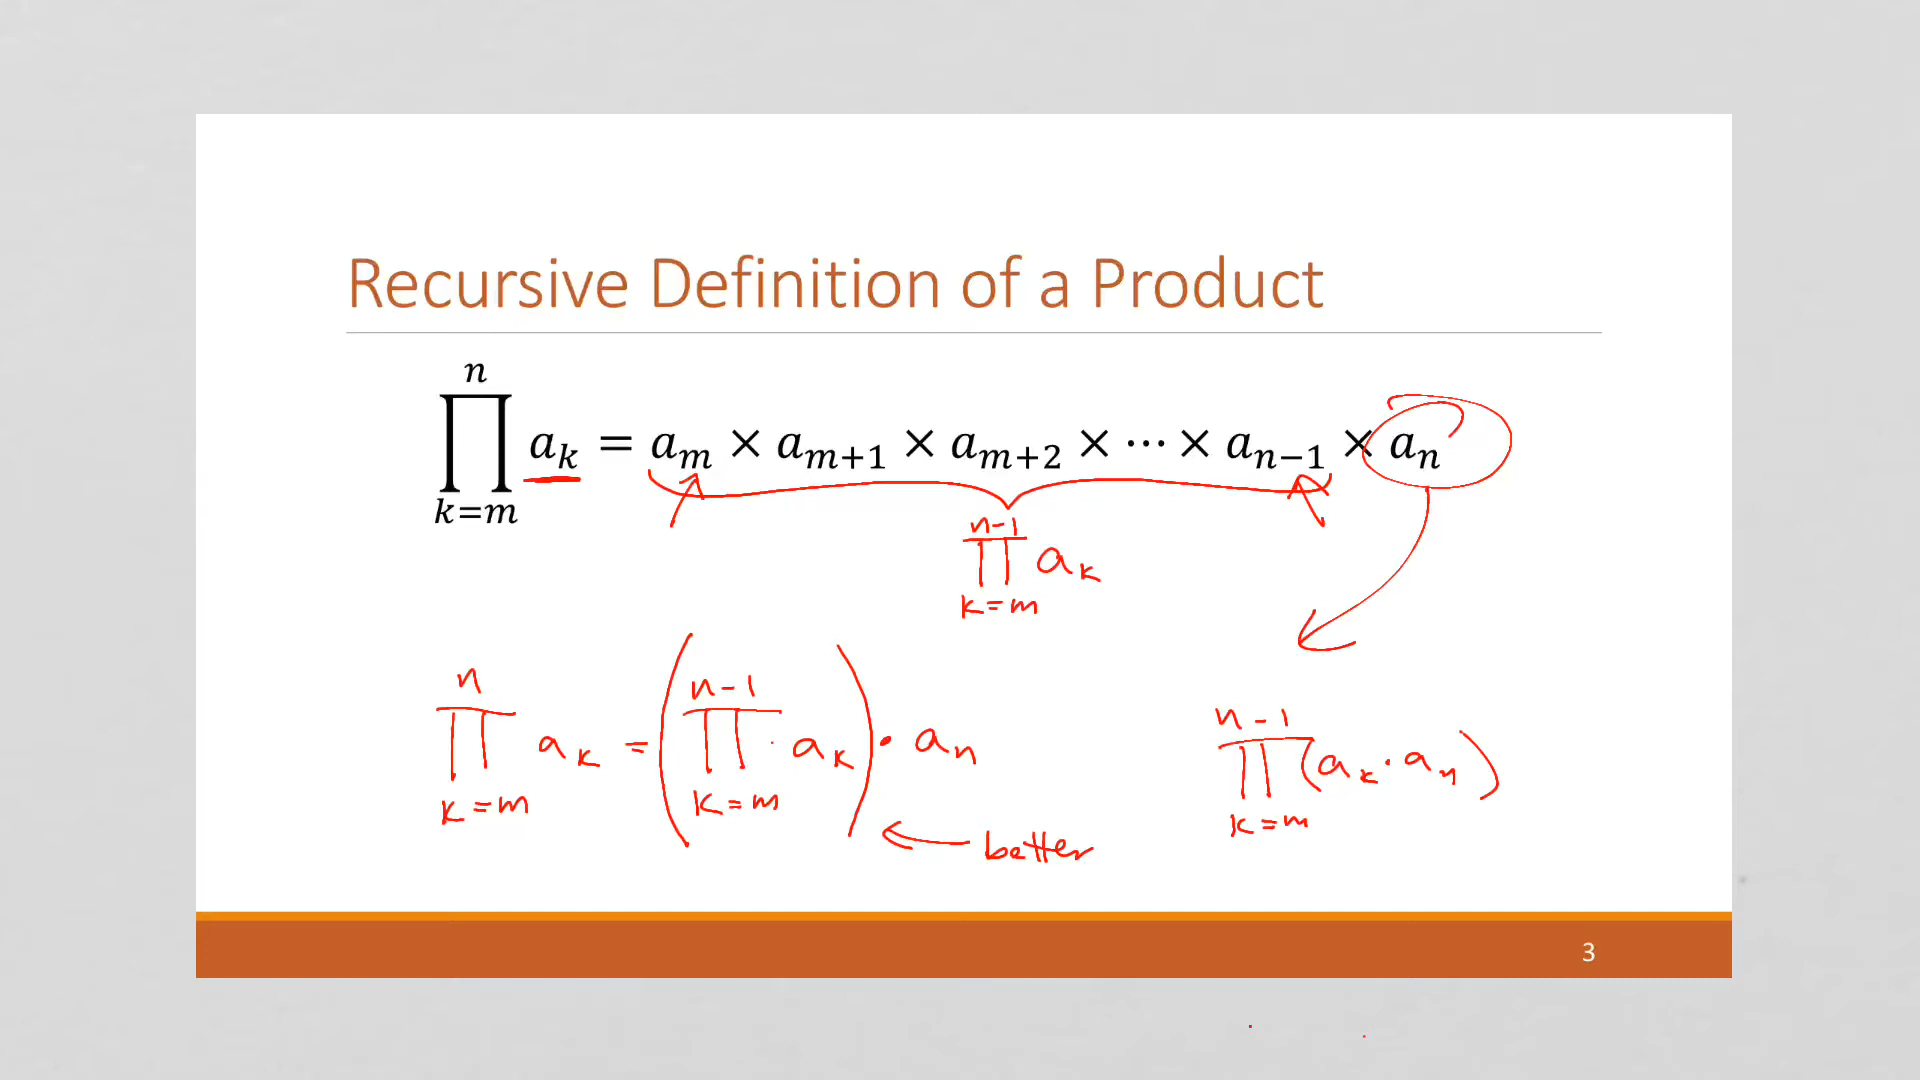 Recursive Definition of a Product
∏_{k=m}^{n} a_k = a_m × a_{m+1} × a_{m+2} × ⋯ × a_{n−1} × a_n
∏_{k=m}^{n-1} a_k
∏_{k=m}^{n} a_k = (∏_{k=m}^{n-1} a_k) • a_n
∏_{k=m}^{n-1} (a_k · a_n)
← better
3